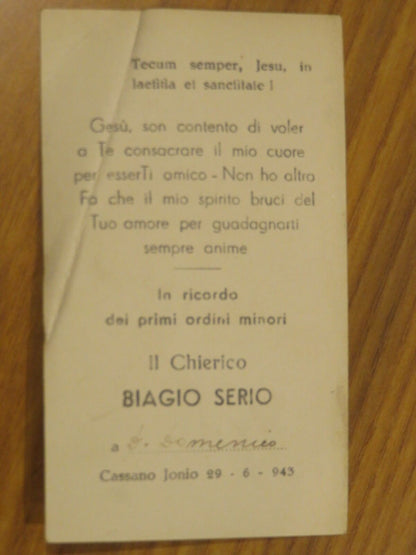 Tecum semper, Jesu, in
laetitia et sanctitate !
Gesù, son contento di voler
a Te consacrare il mio cuore
per esserTi amico - Non ho altro
Fà che il mio spirito bruci del
Tuo amore per guadagnarti
sempre anime
In ricordo
dei primi ordini minori
Il Chierico
BIAGIO SERIO
a D. Domenico
Cassano Jonio 29 - 6 - 943